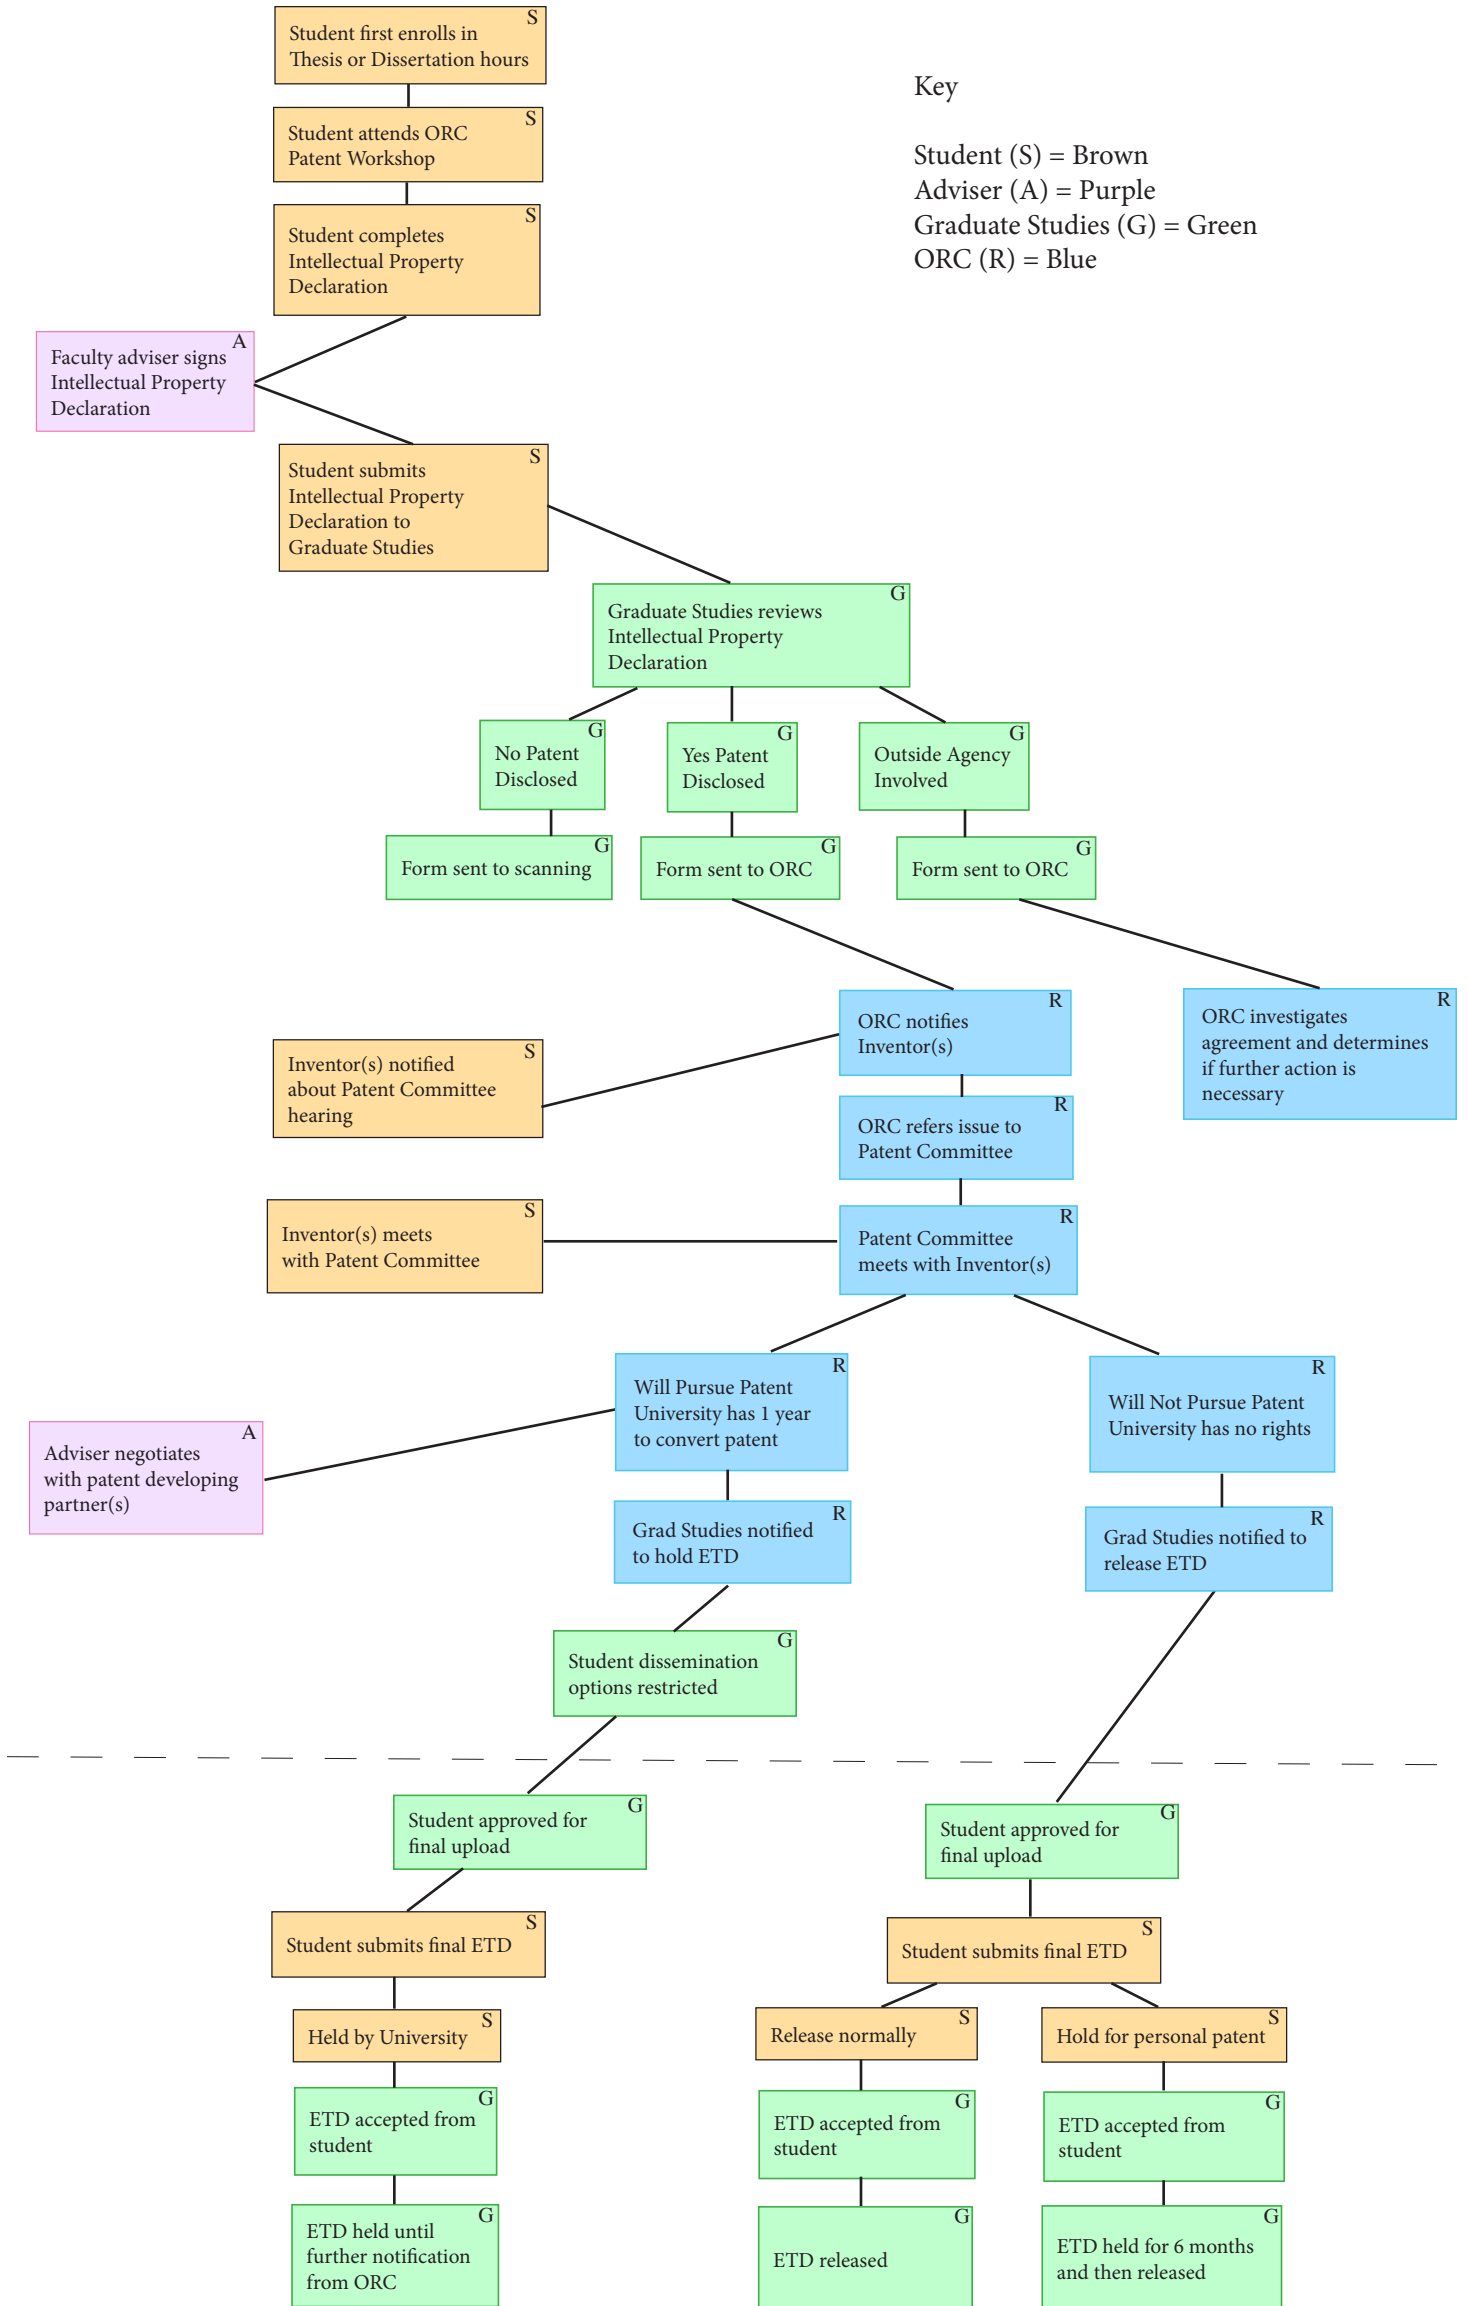 S
Student first enrolls in
Thesis or Dissertation hours
S
Student attends ORC
Patent Workshop
Key
Student (S) = Brown
Adviser (A) = Purple
Graduate Studies (G) = Green
ORC (R) = Blue
S
Student completes
Intellectual Property
Declaration
A
Faculty adviser signs
Intellectual Property
Declaration
S
Student submits
Intellectual Property
Declaration to
Graduate Studies
G
Graduate Studies reviews
Intellectual Property
Declaration
G
No Patent
Disclosed
G
Yes Patent
Disclosed
G
Outside Agency
Involved
G
Form sent to scanning
G
Form sent to ORC
G
Form sent to ORC
R
ORC notifies
Inventor(s)
R
ORC investigates
agreement and determines
if further action is
necessary
S
Inventor(s) notified
about Patent Committee
hearing
R
ORC refers issue to
Patent Committee
S
Inventor(s) meets
with Patent Committee
R
Patent Committee
meets with Inventor(s)
R
Will Pursue Patent
University has 1 year
to convert patent
R
Will Not Pursue Patent
University has no rights
A
Adviser negotiates
with patent developing
partner(s)
R
Grad Studies notified
to hold ETD
R
Grad Studies notified to
release ETD
G
Student dissemination
options restricted
G
Student approved for
final upload
G
Student approved for
final upload
S
Student submits final ETD
S
Student submits final ETD
S
Held by University
S
Release normally
S
Hold for personal patent
G
ETD accepted from
student
G
ETD accepted from
student
G
ETD accepted from
student
G
ETD held until
further notification
from ORC
G
ETD released
G
ETD held for 6 months
and then released